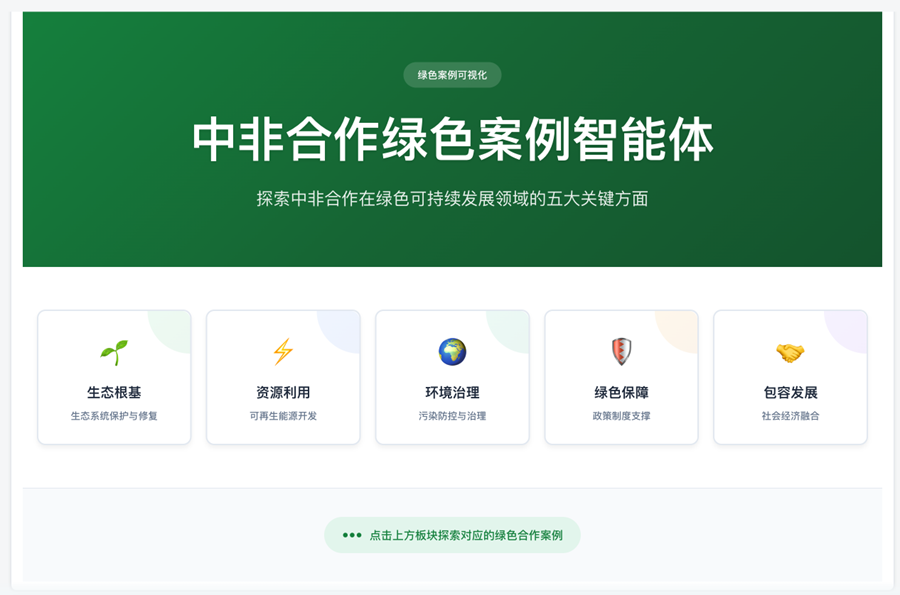 绿色案例可视化
中非合作绿色案例智能体
探索中非合作在绿色可持续发展领域的五大关键方面
生态根基
生态系统保护与修复
资源利用
可再生能源开发
环境治理
污染防控与治理
绿色保障
政策制度支撑
包容发展
社会经济融合
点击上方板块探索对应的绿色合作案例